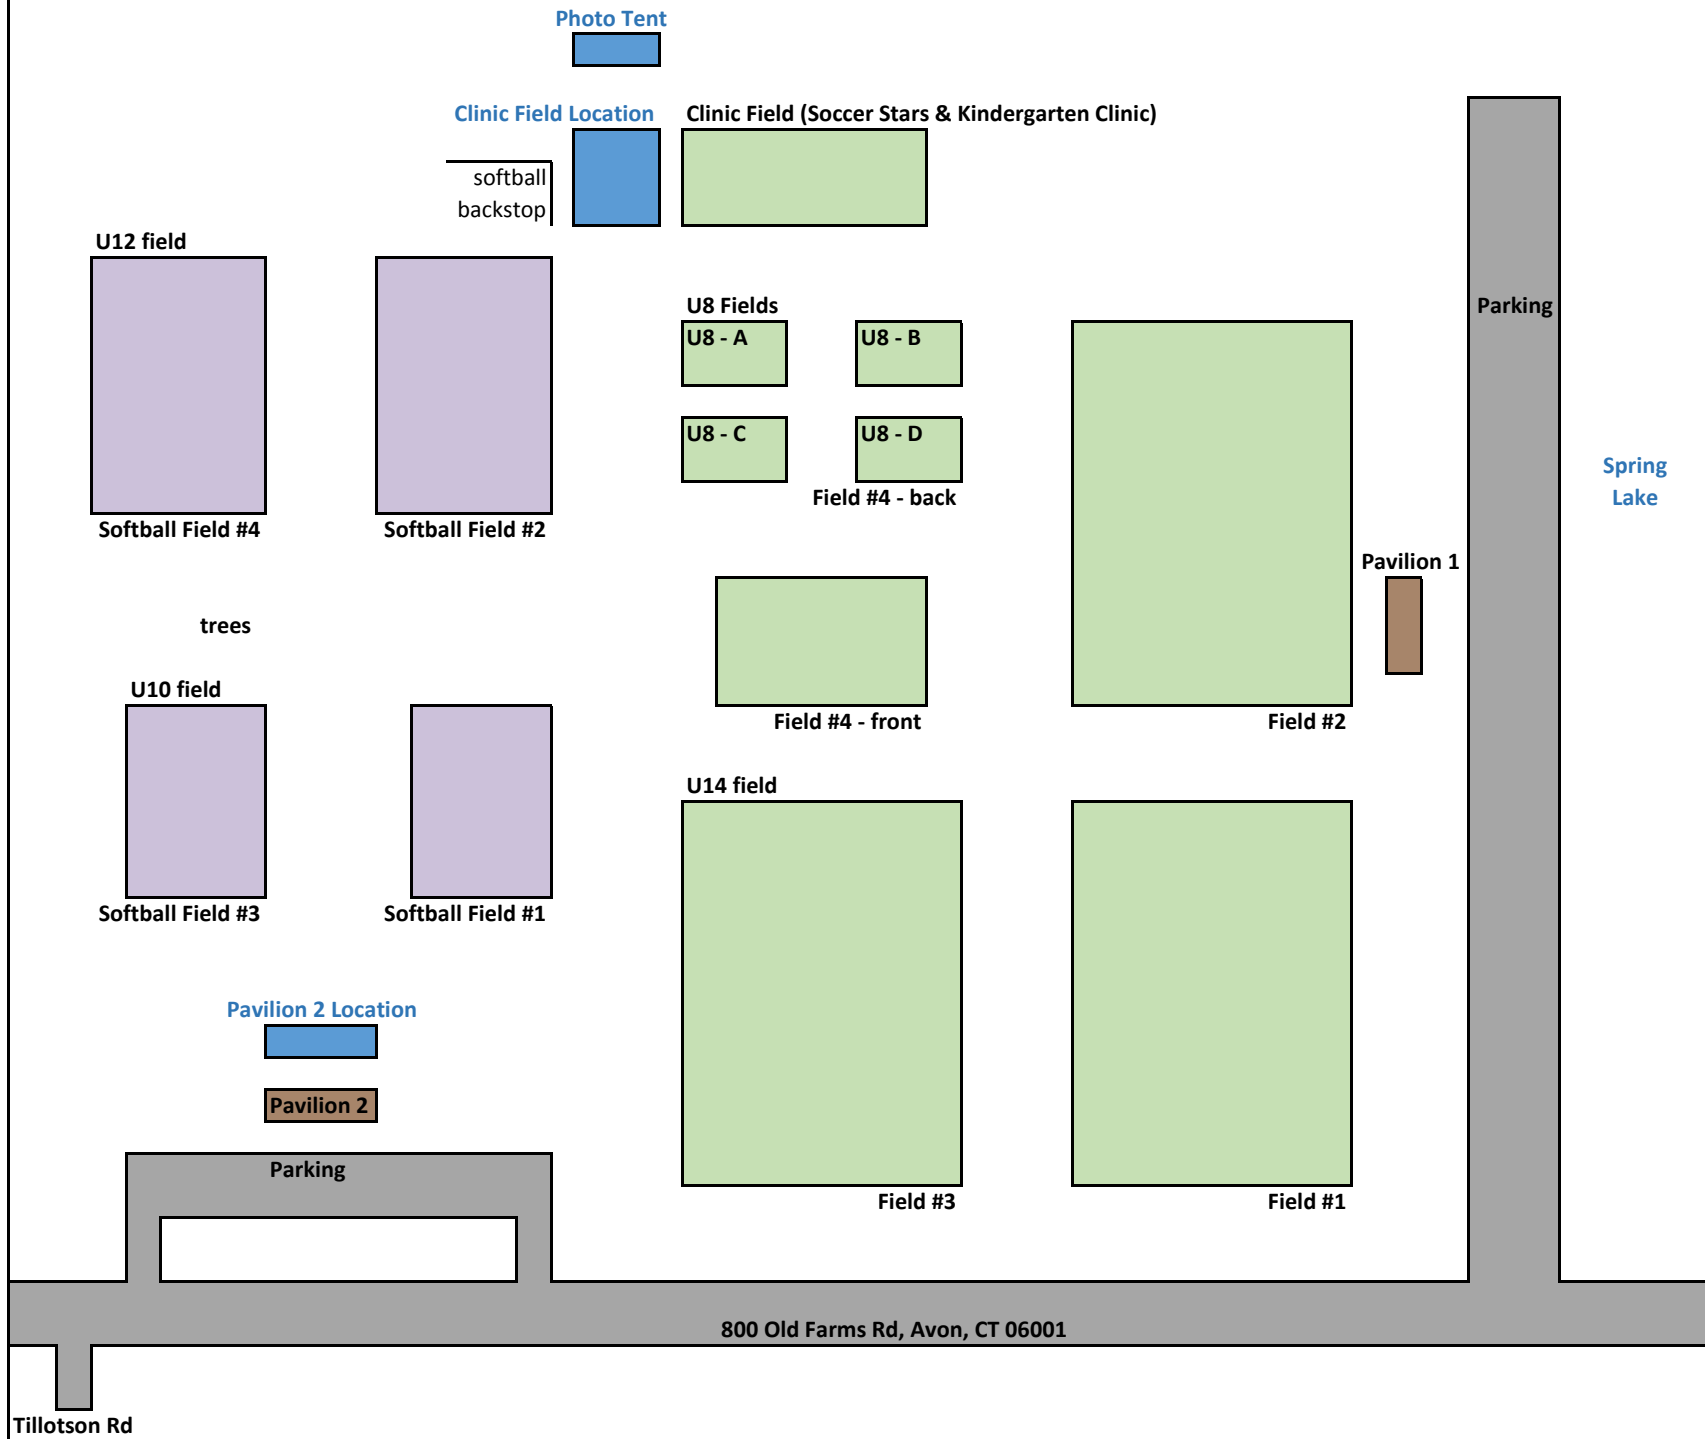 Photo Tent
Clinic Field Location
Clinic Field (Soccer Stars & Kindergarten Clinic)
softball
backstop
U12 field
U8 Fields
Parking
U8 - A
U8 - B
U8 - C
U8 - D
Spring
Lake
Field #4 - back
Softball Field #4
Softball Field #2
Pavilion 1
trees
U10 field
Field #4 - front
Field #2
U14 field
Softball Field #3
Softball Field #1
Pavilion 2 Location
Pavilion 2
Parking
Field #3
Field #1
800 Old Farms Rd, Avon, CT 06001
Tillotson Rd